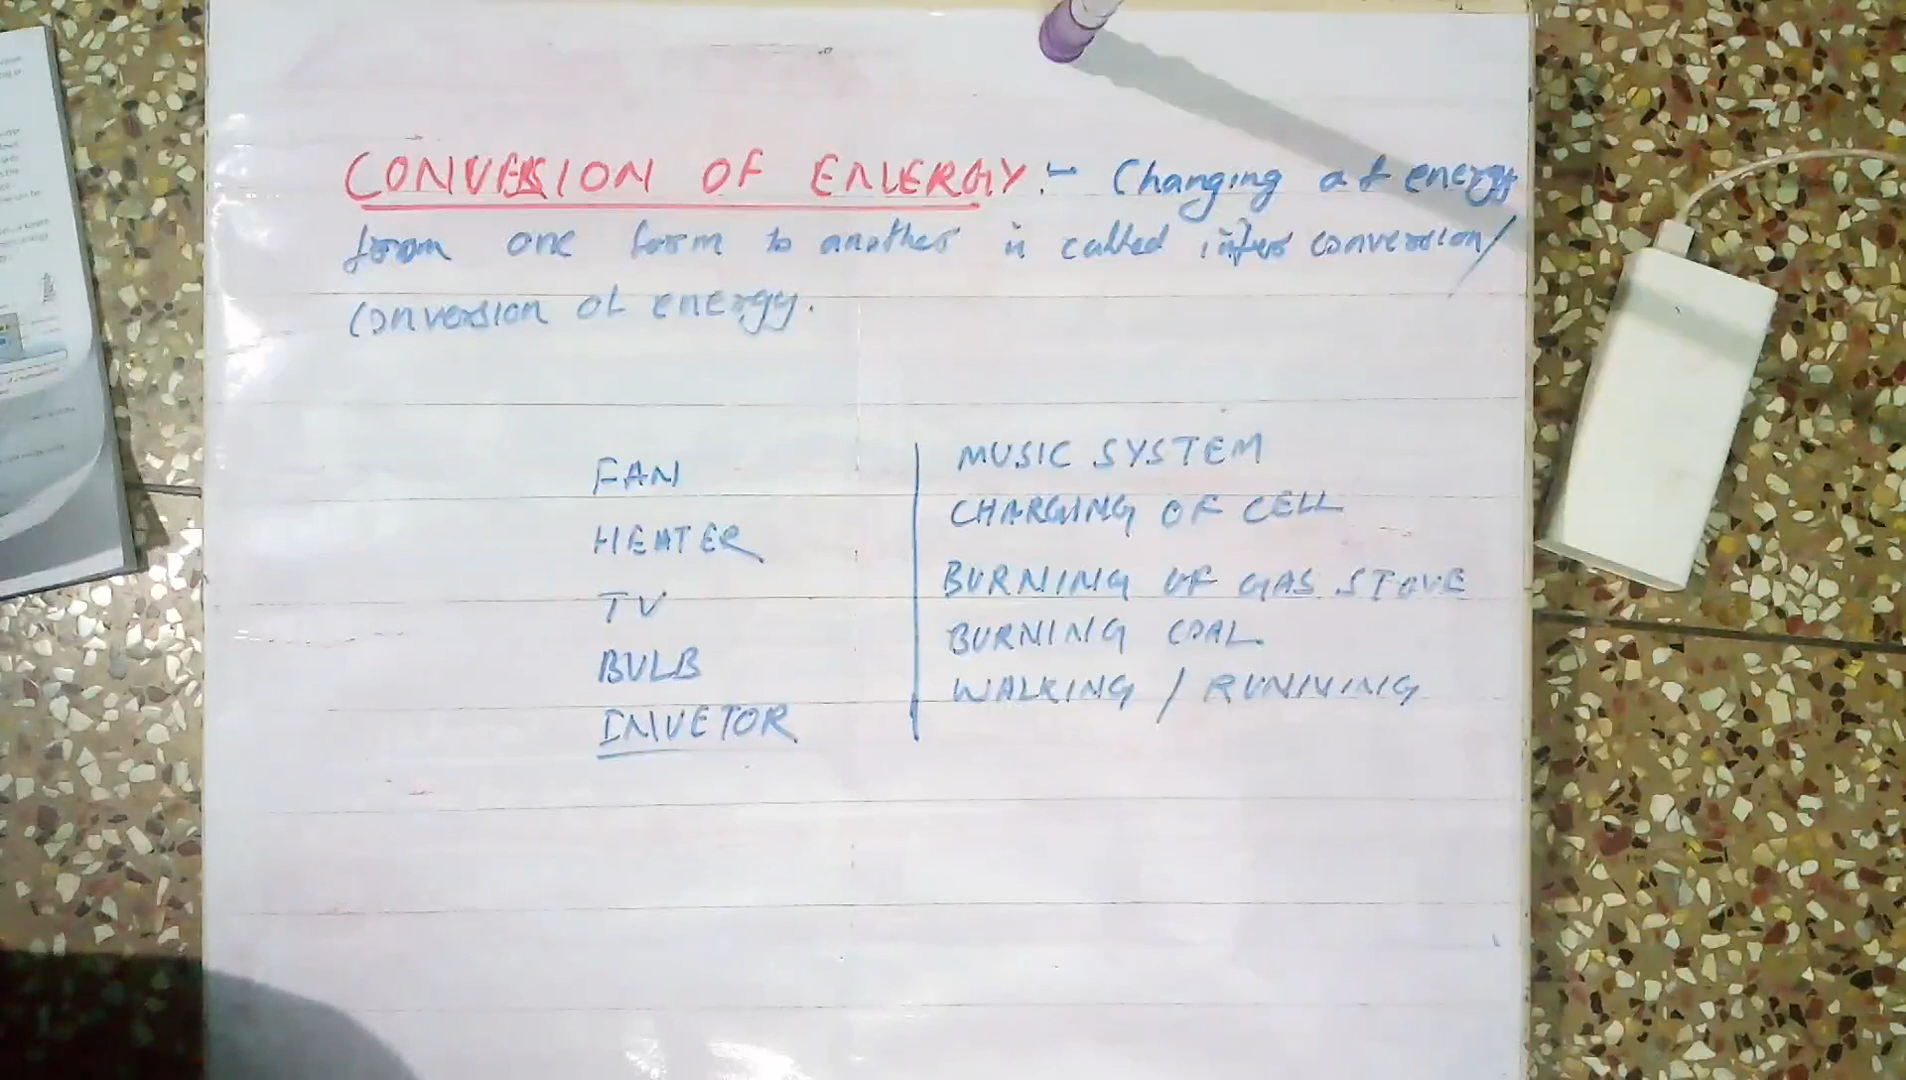 CONVERSION OF ENERGY :- Changing of energy
from one form to another is called inter conversion/
conversion of energy.
FAN
HEATER
TV
BULB
INVETOR
MUSIC SYSTEM
CHARGING OF CELL
BURNING OF GAS STOVE
BURNING COAL
WALKING / RUNNING